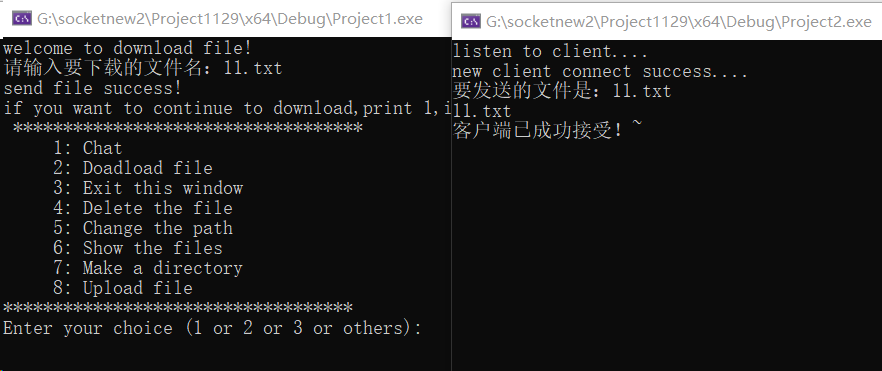 G:\socketnew2\Project1129\x64\Debug\Project1.exe
welcome to download file!
请输入要下载的文件名：11.txt
send file success!
if you want to continue to download,print 1,i
***********************************
1: Chat
2: Doadload file
3: Exit this window
4: Delete the file
5: Change the path
6: Show the files
7: Make a directory
8: Upload file
***********************************
Enter your choice (1 or 2 or 3 or others):
G:\socketnew2\Project1129\x64\Debug\Project2.exe
listen to client....
new client connect success....
要发送的文件是：11.txt
11.txt
客户端已成功接受！~